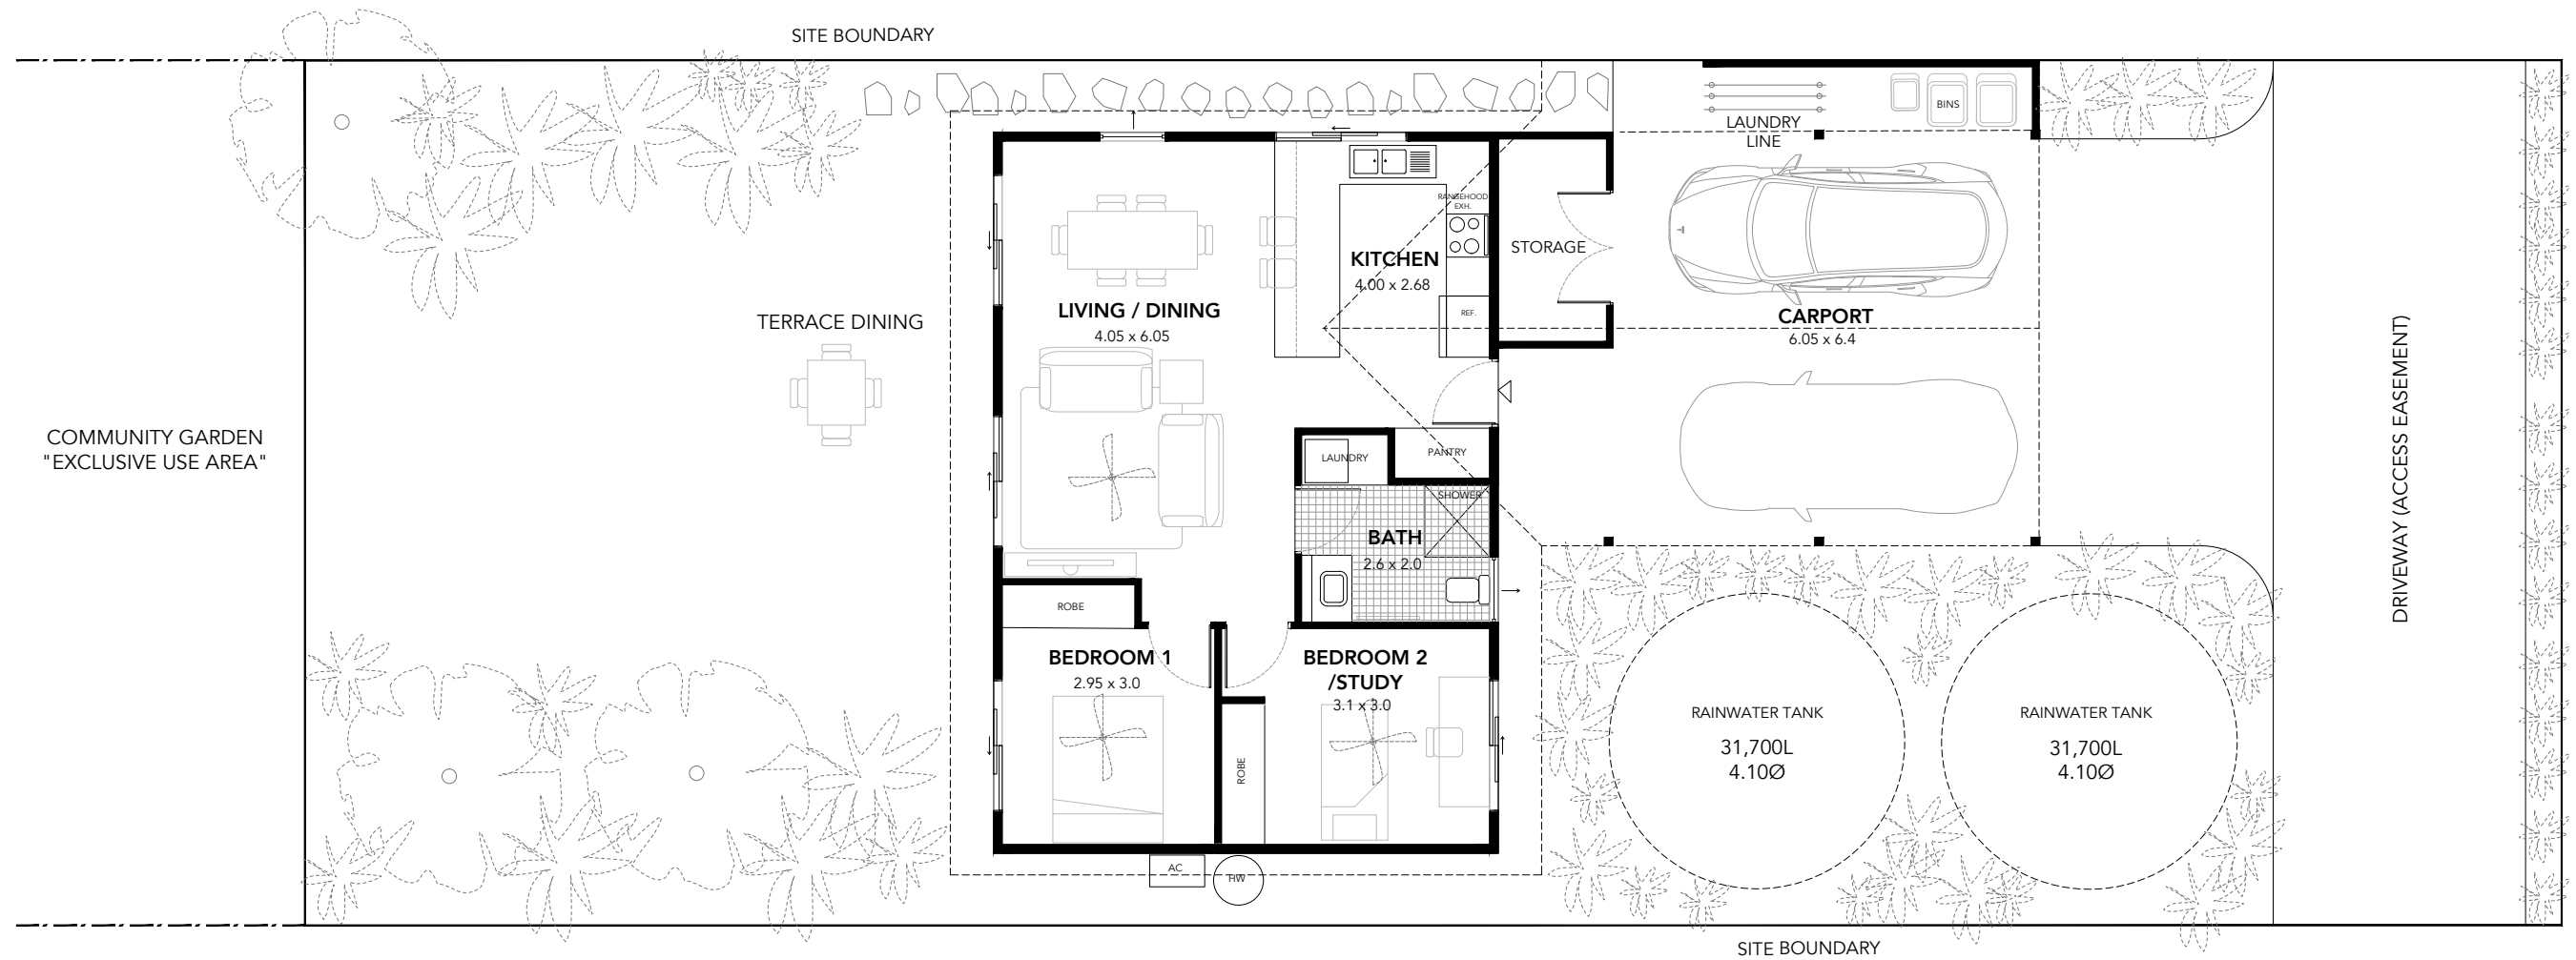 SITE BOUNDARY
LAUNDRY
LINE
BINS
RANGEHOOD
EXH.
STORAGE
KITCHEN
4.00 x 2.68
REF.
LIVING / DINING
4.05 x 6.05
CARPORT
6.05 x 6.4
TERRACE DINING
COMMUNITY GARDEN
"EXCLUSIVE USE AREA"
DRIVEWAY (ACCESS EASEMENT)
LAUNDRY
PANTRY
SHOWER
BATH
2.6 x 2.0
ROBE
BEDROOM 1
2.95 x 3.0
BEDROOM 2
/STUDY
3.1 x 3.0
ROBE
RAINWATER TANK
31,700L
4.10Ø
RAINWATER TANK
31,700L
4.10Ø
AC
HW
SITE BOUNDARY